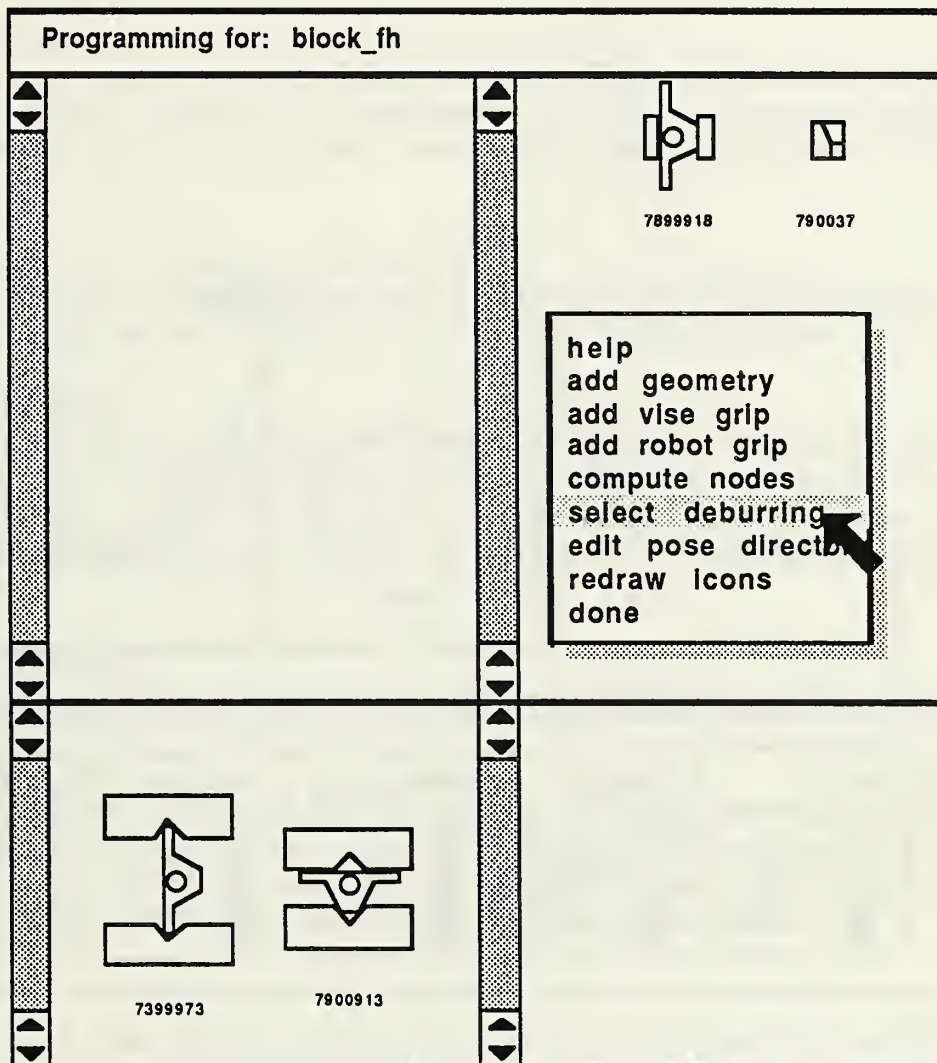 Programming for: block_fh
7899918 790037
help
add geometry
add vise grip
add robot grip
compute nodes
select deburring
edit pose director
redraw icons
done
7399973 7900913